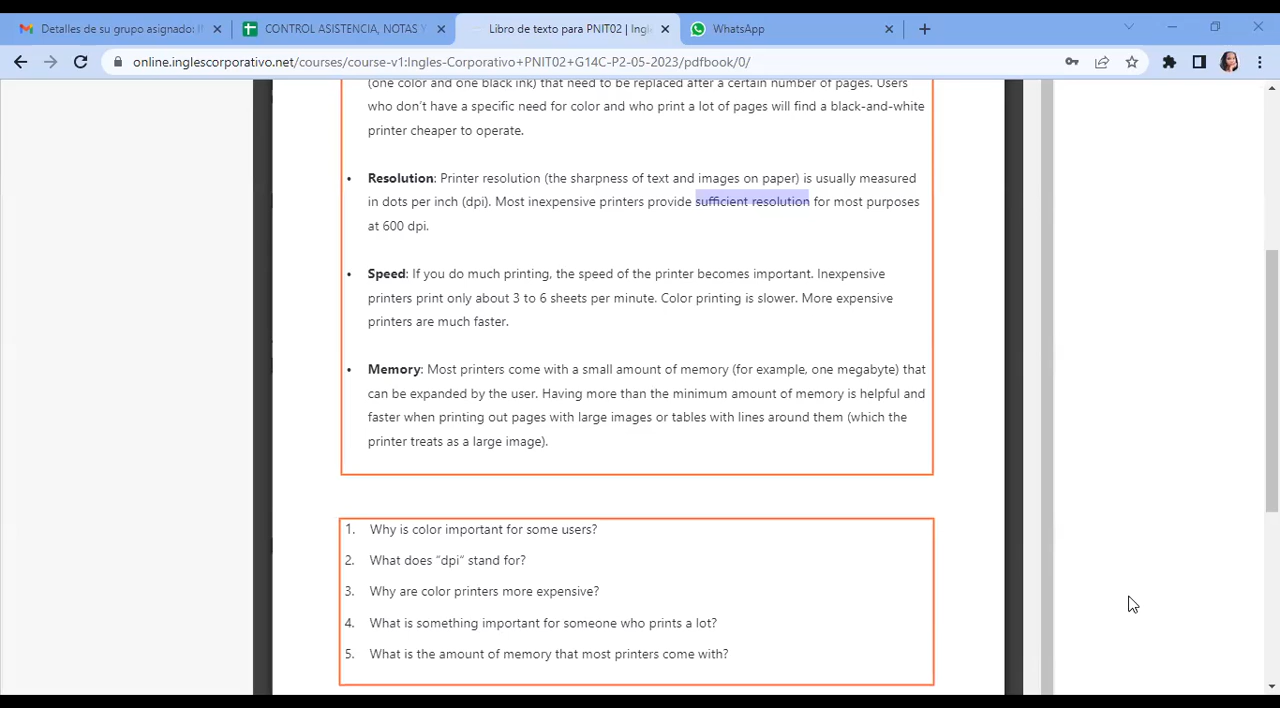 Detalles de su grupo asignado: I
CONTROL ASISTENCIA, NOTAS Y
Libro de texto para PNIT02 | Ingl
WhatsApp
online.inglescorporativo.net/courses/course-v1:Ingles-Corporativo+PNIT02+G14C-P2-05-2023/pdfbook/0/
(one color and one black ink) that need to be replaced after a certain number of pages. Users
who don't have a specific need for color and who print a lot of pages will find a black-and-white
printer cheaper to operate.
• Resolution: Printer resolution (the sharpness of text and images on paper) is usually measured
in dots per inch (dpi). Most inexpensive printers provide sufficient resolution for most purposes
at 600 dpi.
• Speed: If you do much printing, the speed of the printer becomes important. Inexpensive
printers print only about 3 to 6 sheets per minute. Color printing is slower. More expensive
printers are much faster.
• Memory: Most printers come with a small amount of memory (for example, one megabyte) that
can be expanded by the user. Having more than the minimum amount of memory is helpful and
faster when printing out pages with large images or tables with lines around them (which the
printer treats as a large image).
1. Why is color important for some users?
2. What does “dpi” stand for?
3. Why are color printers more expensive?
4. What is something important for someone who prints a lot?
5. What is the amount of memory that most printers come with?